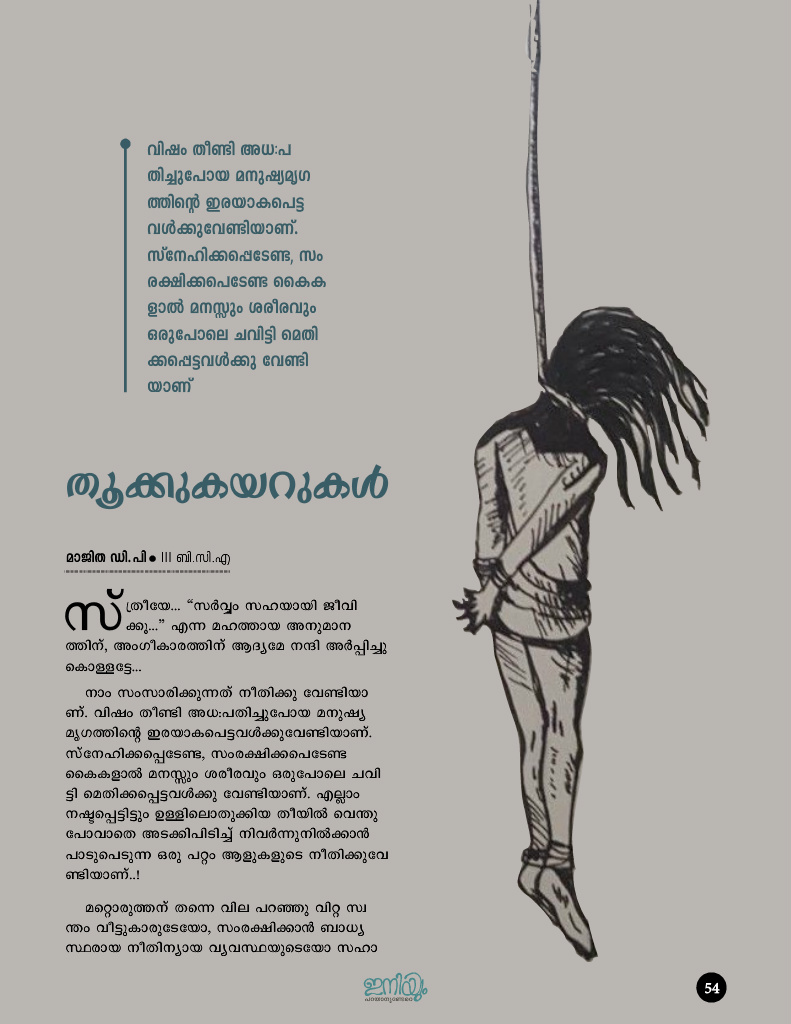 വിഷം തീണ്ടി അധ:പ
തിച്ചുപോയ മനുഷ്യമൃഗ
ത്തിന്റെ ഇരയാകപെട്ട
വൾക്കുവേണ്ടിയാണ്.
സ്നേഹിക്കപ്പെടേണ്ട, സം
രക്ഷിക്കപെടേണ്ട കൈക
ളാൽ മനസ്സും ശരീരവും
ഒരുപോലെ ചവിട്ടി മെതി
ക്കപ്പെട്ടവൾക്കു വേണ്ടി
യാണ്
തൂക്കുകയറുകൾ
മാജിത ഡി.പി ● III ബി.സി.എ
സ്ത്രീയേ... “സർവ്വം സഹയായി ജീവി
ക്കൂ...” എന്ന മഹത്തായ അനുമാന
ത്തിന്, അംഗീകാരത്തിന് ആദ്യമേ നന്ദി അർപ്പിച്ചു
കൊള്ളട്ടേ...
നാം സംസാരിക്കുന്നത് നീതിക്കു വേണ്ടിയാ
ണ്. വിഷം തീണ്ടി അധ:പതിച്ചുപോയ മനുഷ്യ
മൃഗത്തിന്റെ ഇരയാകപെട്ടവൾക്കുവേണ്ടിയാണ്.
സ്നേഹിക്കപ്പെടേണ്ട, സംരക്ഷിക്കപെടേണ്ട
കൈകളാൽ മനസ്സും ശരീരവും ഒരുപോലെ ചവി
ട്ടി മെതിക്കപ്പെട്ടവൾക്കു വേണ്ടിയാണ്. എല്ലാം
നഷ്ടപ്പെട്ടിട്ടും ഉള്ളിലൊതുക്കിയ തീയിൽ വെന്തു
പോവാതെ അടക്കിപിടിച്ച് നിവർന്നുനിൽക്കാൻ
പാടുപെടുന്ന ഒരു പറ്റം ആളുകളുടെ നീതിക്കുവേ
ണ്ടിയാണ്..!
മറ്റൊരുത്തന് തന്നെ വില പറഞ്ഞു വിറ്റ സ്വ
ന്തം വീട്ടുകാരുടേയോ, സംരക്ഷിക്കാൻ ബാധ്യ
സ്ഥരായ നീതിന്യായ വ്യവസ്ഥയുടെയോ സഹാ
ഇനിയും
54